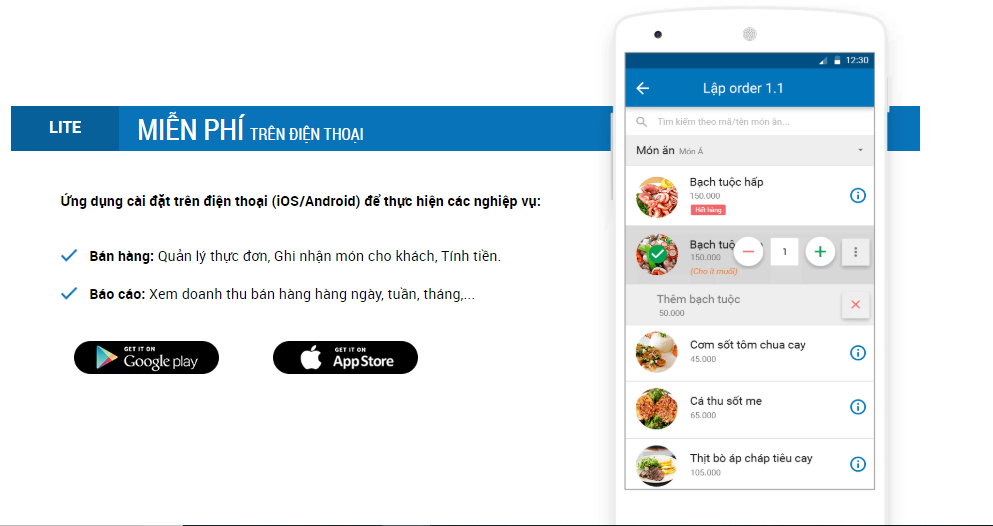 LITE
MIỄN PHÍ TRÊN ĐIỆN THOẠI
Ứng dụng cài đặt trên điện thoại (iOS/Android) để thực hiện các nghiệp vụ:
Bán hàng: Quản lý thực đơn, Ghi nhận món cho khách, Tính tiền.
Báo cáo: Xem doanh thu bán hàng hàng ngày, tuần, tháng,...
GET IT ON
Google play
GET IT ON
App Store
12:30
Lập order 1.1
Tìm kiếm theo mã/tên món ăn...
Món ăn Món Á
Bạch tuộc hấp
150.000
Hết hàng
Bạch
150.000
1
(Cho ít muối)
Thêm bạch tuộc
50.000
Cơm sốt tôm chua cay
45.000
Cá thu sốt me
65.000
Thịt bò áp chảo tiêu cay
105.000